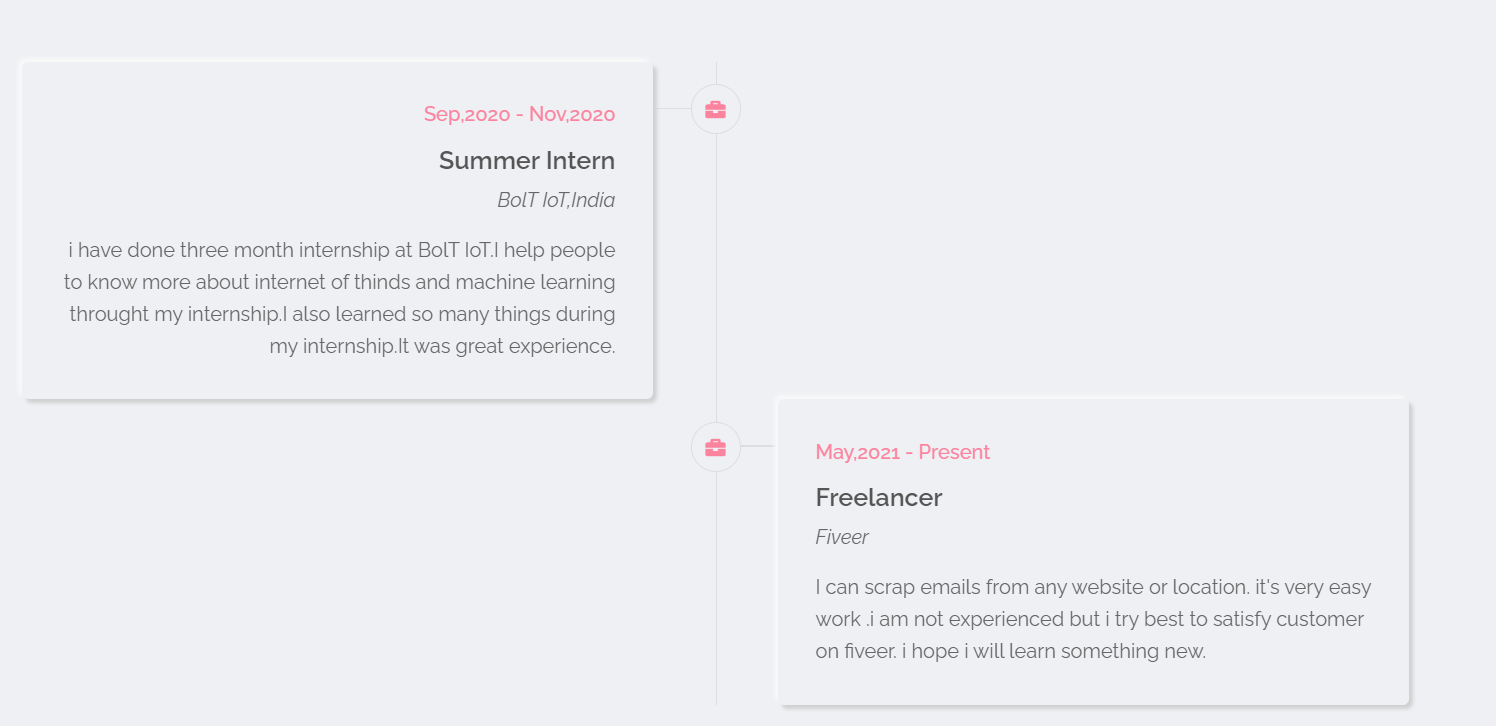 Sep,2020 - Nov,2020
Summer Intern
BolT IoT,India
i have done three month internship at BolT IoT.I help people
to know more about internet of thinds and machine learning
throught my internship.I also learned so many things during
my internship.It was great experience.
May,2021 - Present
Freelancer
Fiveer
I can scrap emails from any website or location. it's very easy
work .i am not experienced but i try best to satisfy customer
on fiveer. i hope i will learn something new.